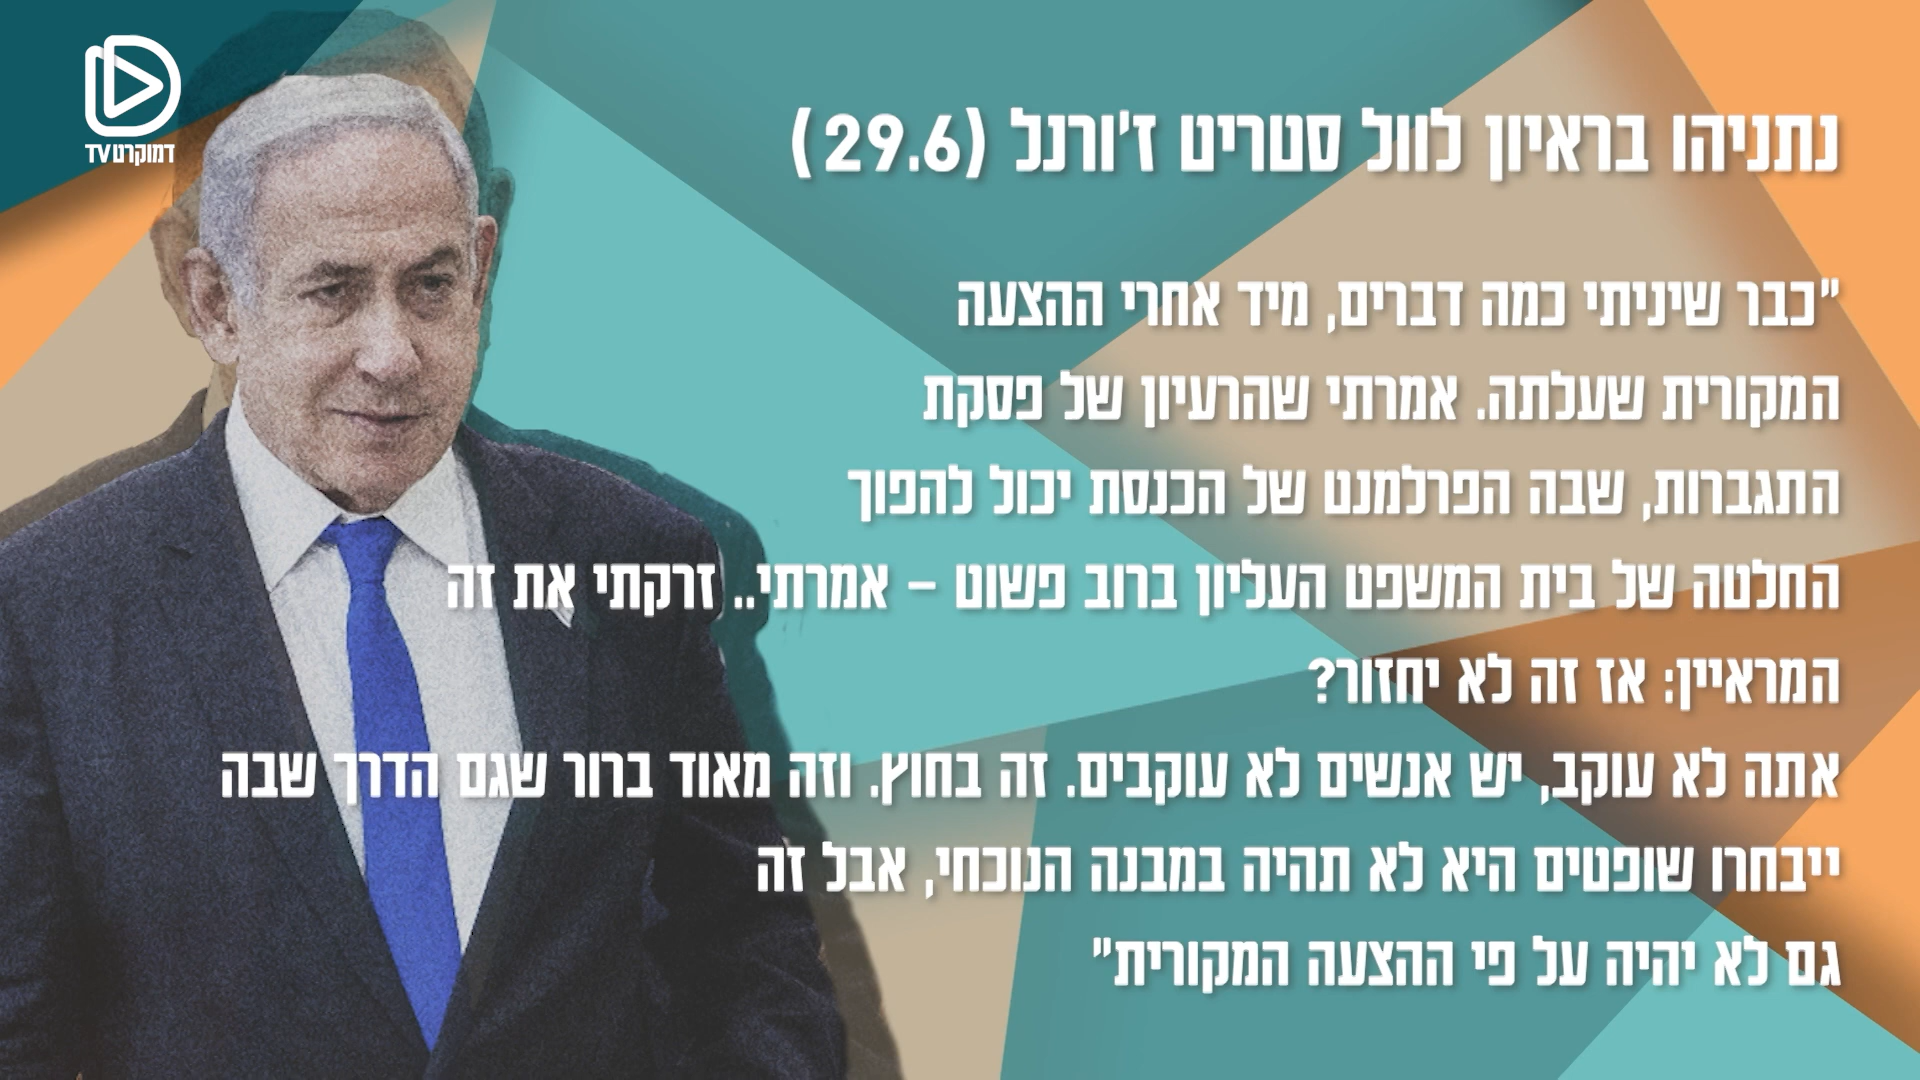 דמוקרטTV
נתניהו בראיון לוול סטריט ז'ורנל (29.6)
"כבר שיניתי כמה דברים, מיד אחרי ההצעה
המקורית שעלתה. אמרתי שהרעיון של פסקת
התגברות, שבה הפרלמנט של הכנסת יכול להפוך
החלטה של בית המשפט העליון ברוב פשוט – אמרתי.. זרקתי את זה
המראיין: אז זה לא יחזור?
אתה לא עוקב, יש אנשים לא עוקבים. זה בחוץ. וזה מאוד ברור שגם הדרך שבה
ייבחרו שופטים היא לא תהיה במבנה הנוכחי, אבל זה
גם לא יהיה על פי ההצעה המקורית"